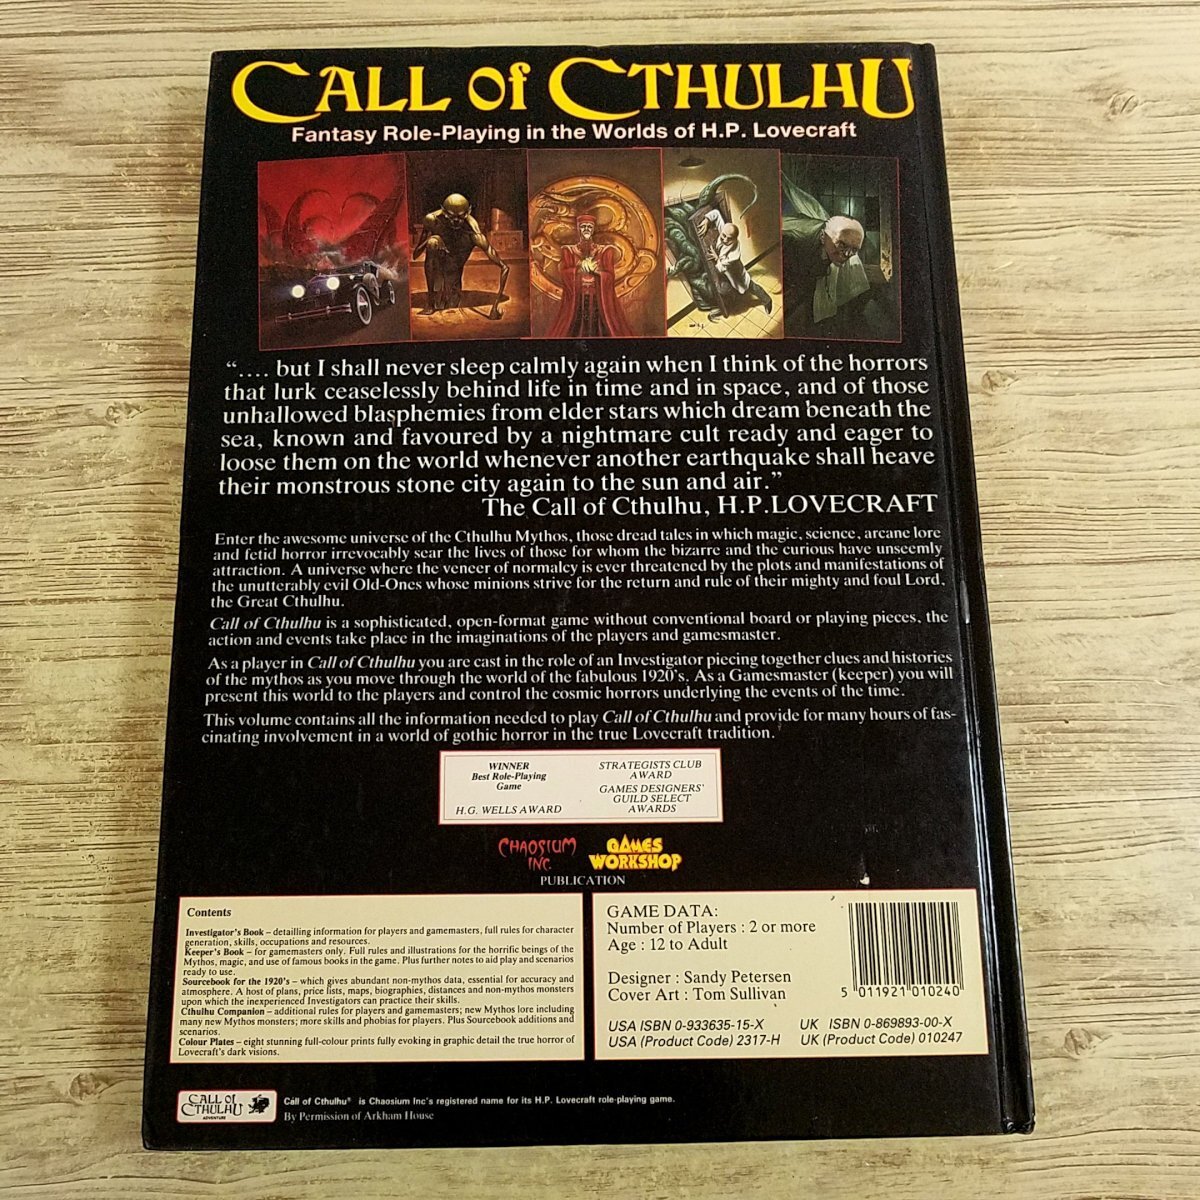 CALL OF CTHULHU
Fantasy Role-Playing in the Worlds of H.P. Lovecraft
“.... but I shall never sleep calmly again when I think of the horrors
that lurk ceaselessly behind life in time and in space, and of those
unhallowed blasphemies from elder stars which dream beneath the
sea, known and favoured by a nightmare cult ready and eager to
loose them on the world whenever another earthquake shall heave
their monstrous stone city again to the sun and air.”
The Call of Cthulhu, H.P.LOVECRAFT
Enter the awesome universe of the Cthulhu Mythos, those dread tales in which magic, science, arcane lore
and fetid horror irrevocably scar the lives of those for whom the bizarre and the curious have unseemly
attraction. A universe where the veneer of normalcy is ever threatened by the plots and manifestations of
the unutterably evil Old-Ones whose minions strive for the return and rule of their mighty and foul Lord,
the Great Cthulhu.
Call of Cthulhu is a sophisticated, open-format game without conventional board or playing pieces, the
action and events take place in the imaginations of the players and gamesmaster.
As a player in Call of Cthulhu you are cast in the role of an Investigator piecing together clues and histories
of the mythos as you move through the world of the fabulous 1920's. As a Gamesmaster (keeper) you will
present this world to the players and control the cosmic horrors underlying the events of the time.
This volume contains all the information needed to play Call of Cthulhu and provide for many hours of fas-
cinating involvement in a world of gothic horror in the true Lovecraft tradition.
WINNER
Best Role-Playing
Game
H.G. WELLS AWARD
STRATEGISTS CLUB
AWARD
GAMES DESIGNERS'
GUILD SELECT
AWARDS
CHAOSIUM
INC.
GAMES
WORKSHOP
PUBLICATION
Contents
Investigator's Book – detailling information for players and gamemasters, full rules for character
generation, skills, occupations and resources.
Keeper's Book – for gamemasters only. Full rules and illustrations for the horrific beings of the
Mythos, magic, and use of famous books in the game. Plus further notes to aid play and scenarios
ready to use.
Sourcebook for the 1920's – which gives abundant non-mythos data, essential for accuracy and
atmosphere. A host of plans, price lists, maps, biographies, distances and non-mythos monsters
upon which the inexperienced Investigators can practice their skills.
Cthulhu Companion – additional rules for players and gamemasters; new Mythos lore including
many new Mythos monsters; more skills and phobias for players. Plus Sourcebook additions and
scenarios.
Colour Plates – eight stunning full-colour prints fully evoking in graphic detail the true horror of
Lovecraft's dark visions.
GAME DATA:
Number of Players : 2 or more
Age : 12 to Adult
Designer : Sandy Petersen
Cover Art : Tom Sullivan
5 011921 010240
USA ISBN 0-933635-15-X
USA (Product Code) 2317-H
UK ISBN 0-869893-00-X
UK (Product Code) 010247
CALL OF
CTHULHU
ADVENTURE
Call of Cthulhu® is Chaosium Inc's registered name for its H.P. Lovecraft role-playing game.
By Permission of Arkham House